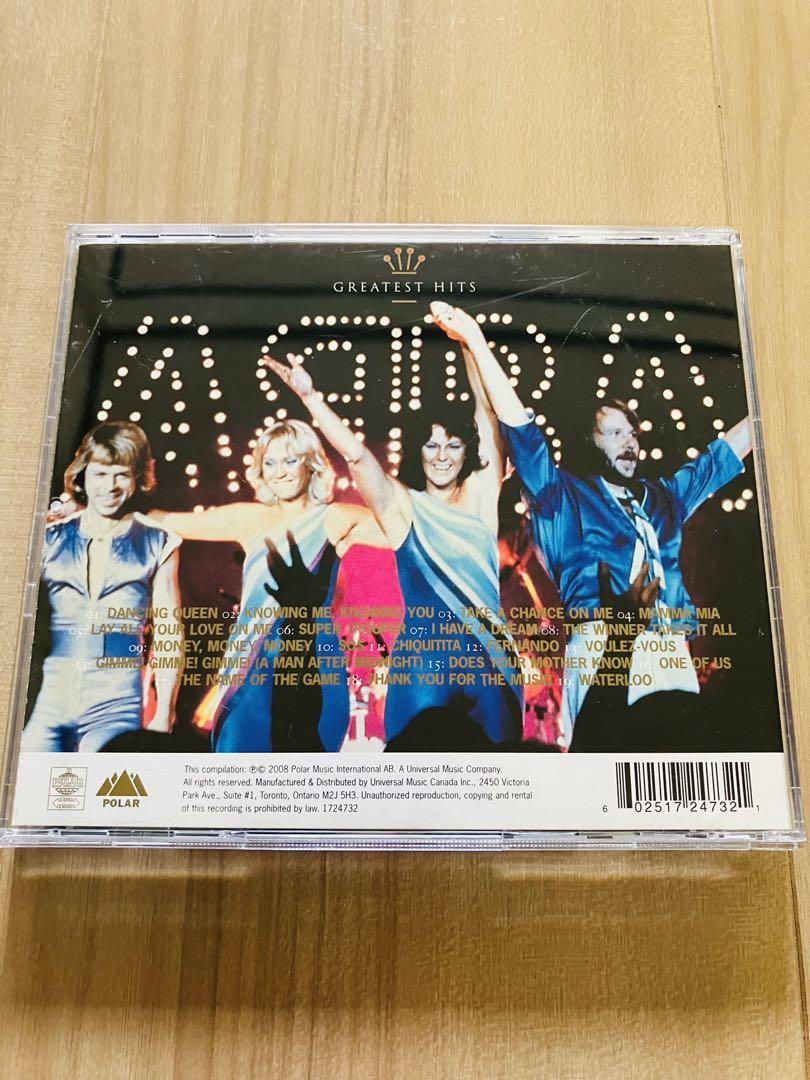 GREATEST HITS
ABBA
01: DANCING QUEEN 02: KNOWING ME, KNOWING YOU 03: TAKE A CHANCE ON ME 04: MAMMA MIA
05: LAY ALL YOUR LOVE ON ME 06: SUPER TROUPER 07: I HAVE A DREAM 08: THE WINNER TAKES IT ALL
09: MONEY, MONEY, MONEY 10: SOS 11: CHIQUITITA 12: FERNANDO 13: VOULEZ-VOUS
14: GIMME! GIMME! GIMME! (A MAN AFTER MIDNIGHT) 15: DOES YOUR MOTHER KNOW 16: ONE OF US
17: THE NAME OF THE GAME 18: THANK YOU FOR THE MUSIC 19: WATERLOO
POLAR
This compilation: ℗© 2008 Polar Music International AB. A Universal Music Company.
All rights reserved. Manufactured & Distributed by Universal Music Canada Inc., 2450 Victoria
Park Ave., Suite #1, Toronto, Ontario M2J 5H3. Unauthorized reproduction, copying and rental
of this recording is prohibited by law. 1724732
6 02517 24732 1